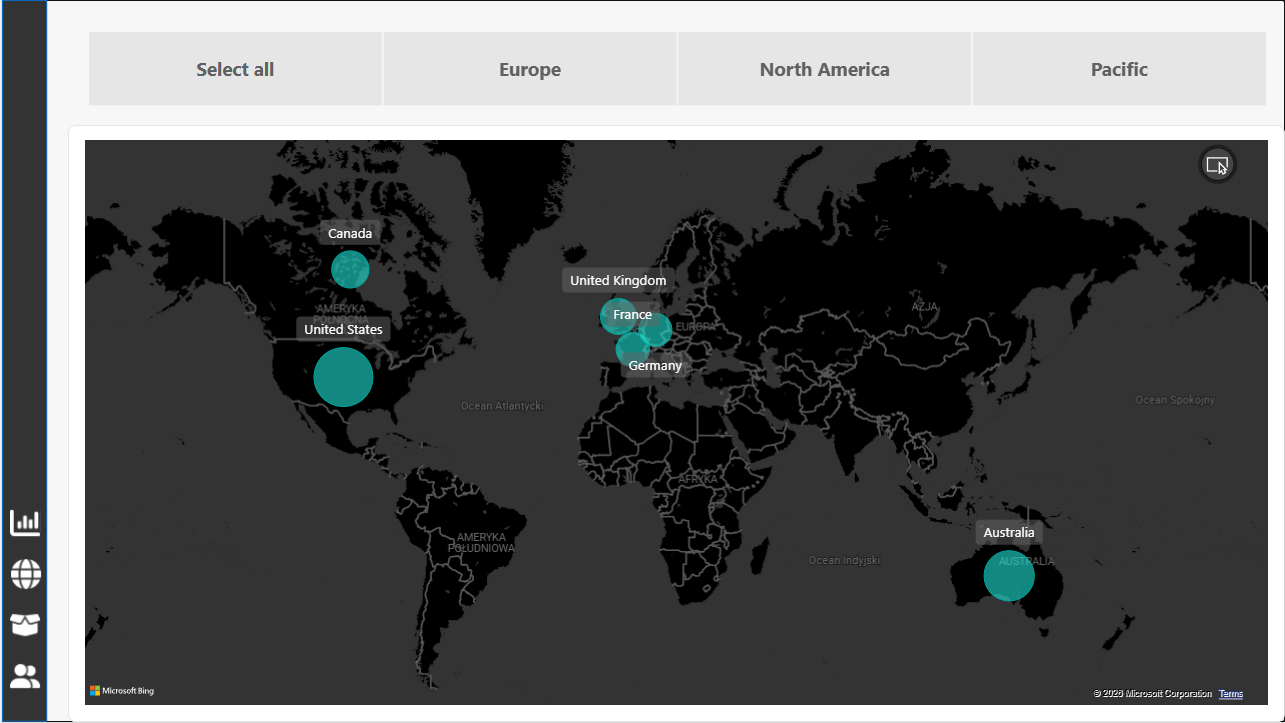 Select all
Europe
North America
Pacific
Canada
AMERYKA
PÓŁNOCNA
United States
United Kingdom
France
EUROPA
Germany
AZJA
Ocean Atlantycki
Ocean Spokojny
AFRYKA
AMERYKA
POŁUDNIOWA
Ocean Indyjski
Australia
AUSTRALIA
Microsoft Bing
© 2026 Microsoft Corporation Terms